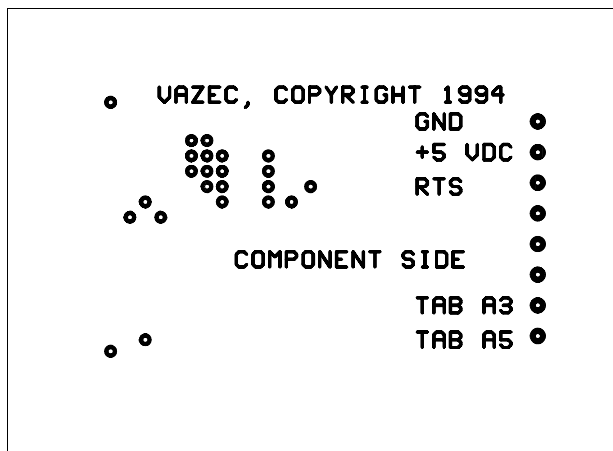 VAZEC, COPYRIGHT 1994
GND
+5 VDC
RTS
COMPONENT SIDE
TAB A3
TAB A5